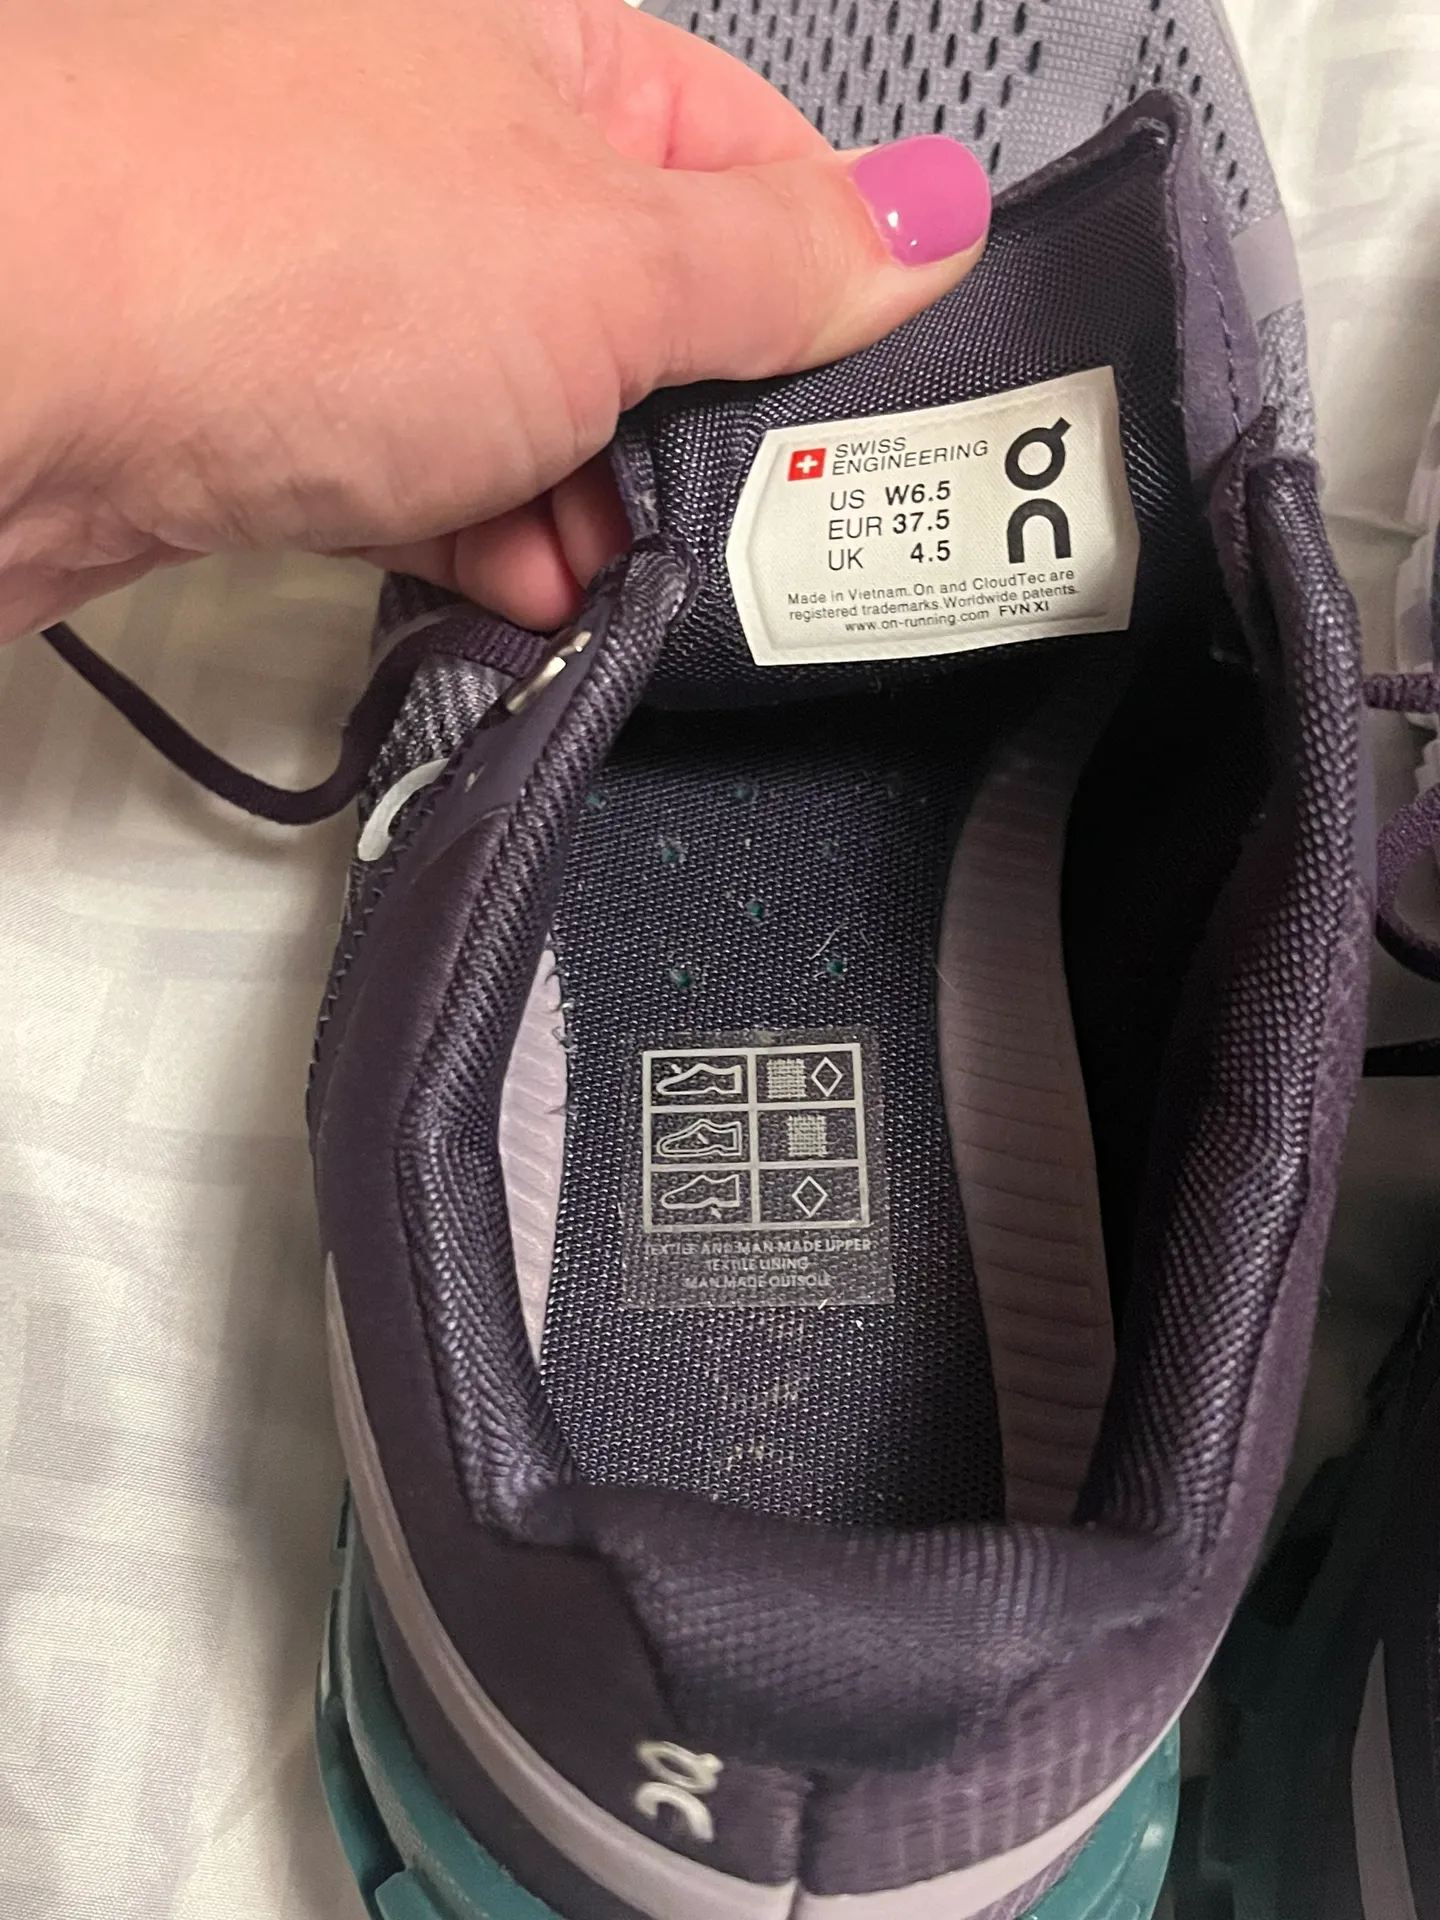 SWISS
ENGINEERING
On
US W6.5
EUR 37.5
UK 4.5
Made in Vietnam. On and CloudTec are
registered trademarks. Worldwide patents.
www.on-running.com FVN XI
TEXTILE AND MAN-MADE UPPER
TEXTILE LINING
MAN MADE OUTSOLE